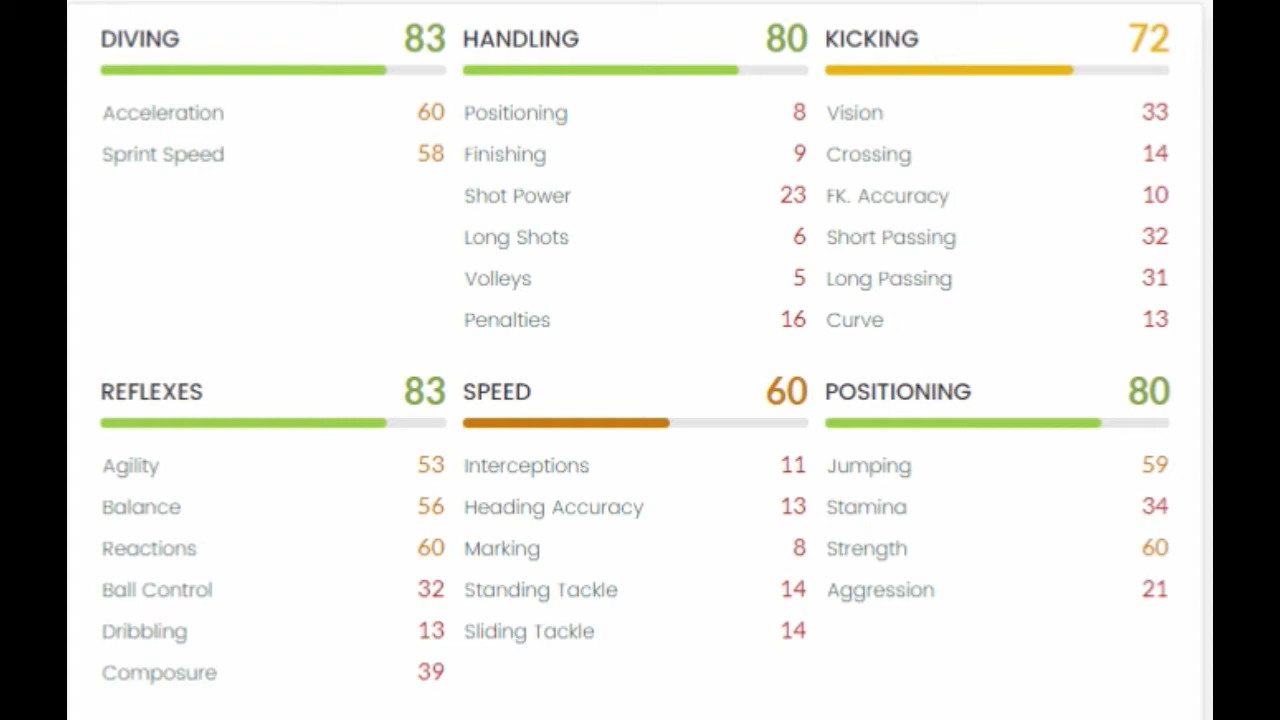 DIVING 83 HANDLING 80 KICKING 72
Acceleration 60 Positioning 8 Vision 33
Sprint Speed 58 Finishing 9 Crossing 14
Shot Power 23 FK. Accuracy 10
Long Shots 6 Short Passing 32
Volleys 5 Long Passing 31
Penalties 16 Curve 13
REFLEXES 83 SPEED 60 POSITIONING 80
Agility 53 Interceptions 11 Jumping 59
Balance 56 Heading Accuracy 13 Stamina 34
Reactions 60 Marking 8 Strength 60
Ball Control 32 Standing Tackle 14 Aggression 21
Dribbling 13 Sliding Tackle 14
Composure 39